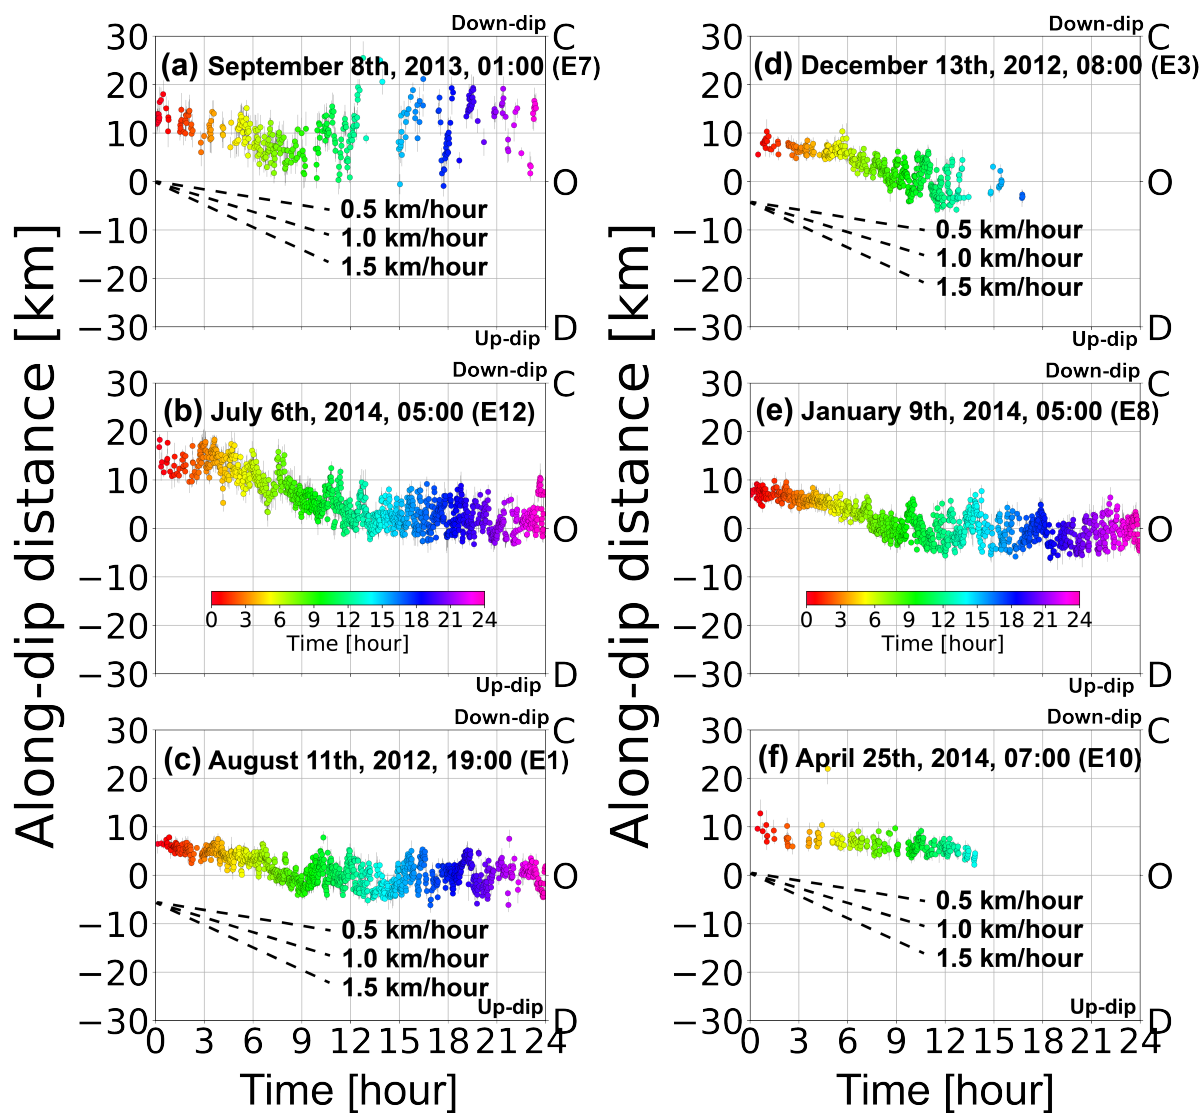 Along-dip distance [km]
Down-dip
30 C
(a) September 8th, 2013, 01:00 (E7)
20
10
0 O
0.5 km/hour
−10
1.0 km/hour
1.5 km/hour
−20
−30 D
Up-dip
Down-dip
30 C
(b) July 6th, 2014, 05:00 (E12)
20
10
0 O
−10
0 3 6 9 12 15 18 21 24
Time [hour]
−20
−30 D
Up-dip
Down-dip
30 C
(c) August 11th, 2012, 19:00 (E1)
20
10
0 O
−10
0.5 km/hour
1.0 km/hour
−20
1.5 km/hour
Up-dip
−30 D
0 3 6 9 12 15 18 21 24
Time [hour]
Along-dip distance [km]
Down-dip
30 C
(d) December 13th, 2012, 08:00 (E3)
20
10
0 O
−10
0.5 km/hour
1.0 km/hour
−20
1.5 km/hour
−30 D
Up-dip
Down-dip
30 C
(e) January 9th, 2014, 05:00 (E8)
20
10
0 O
−10
0 3 6 9 12 15 18 21 24
Time [hour]
−20
−30 D
Up-dip
Down-dip
30 C
(f) April 25th, 2014, 07:00 (E10)
20
10
0 O
0.5 km/hour
−10
1.0 km/hour
1.5 km/hour
−20
Up-dip
−30 D
0 3 6 9 12 15 18 21 24
Time [hour]